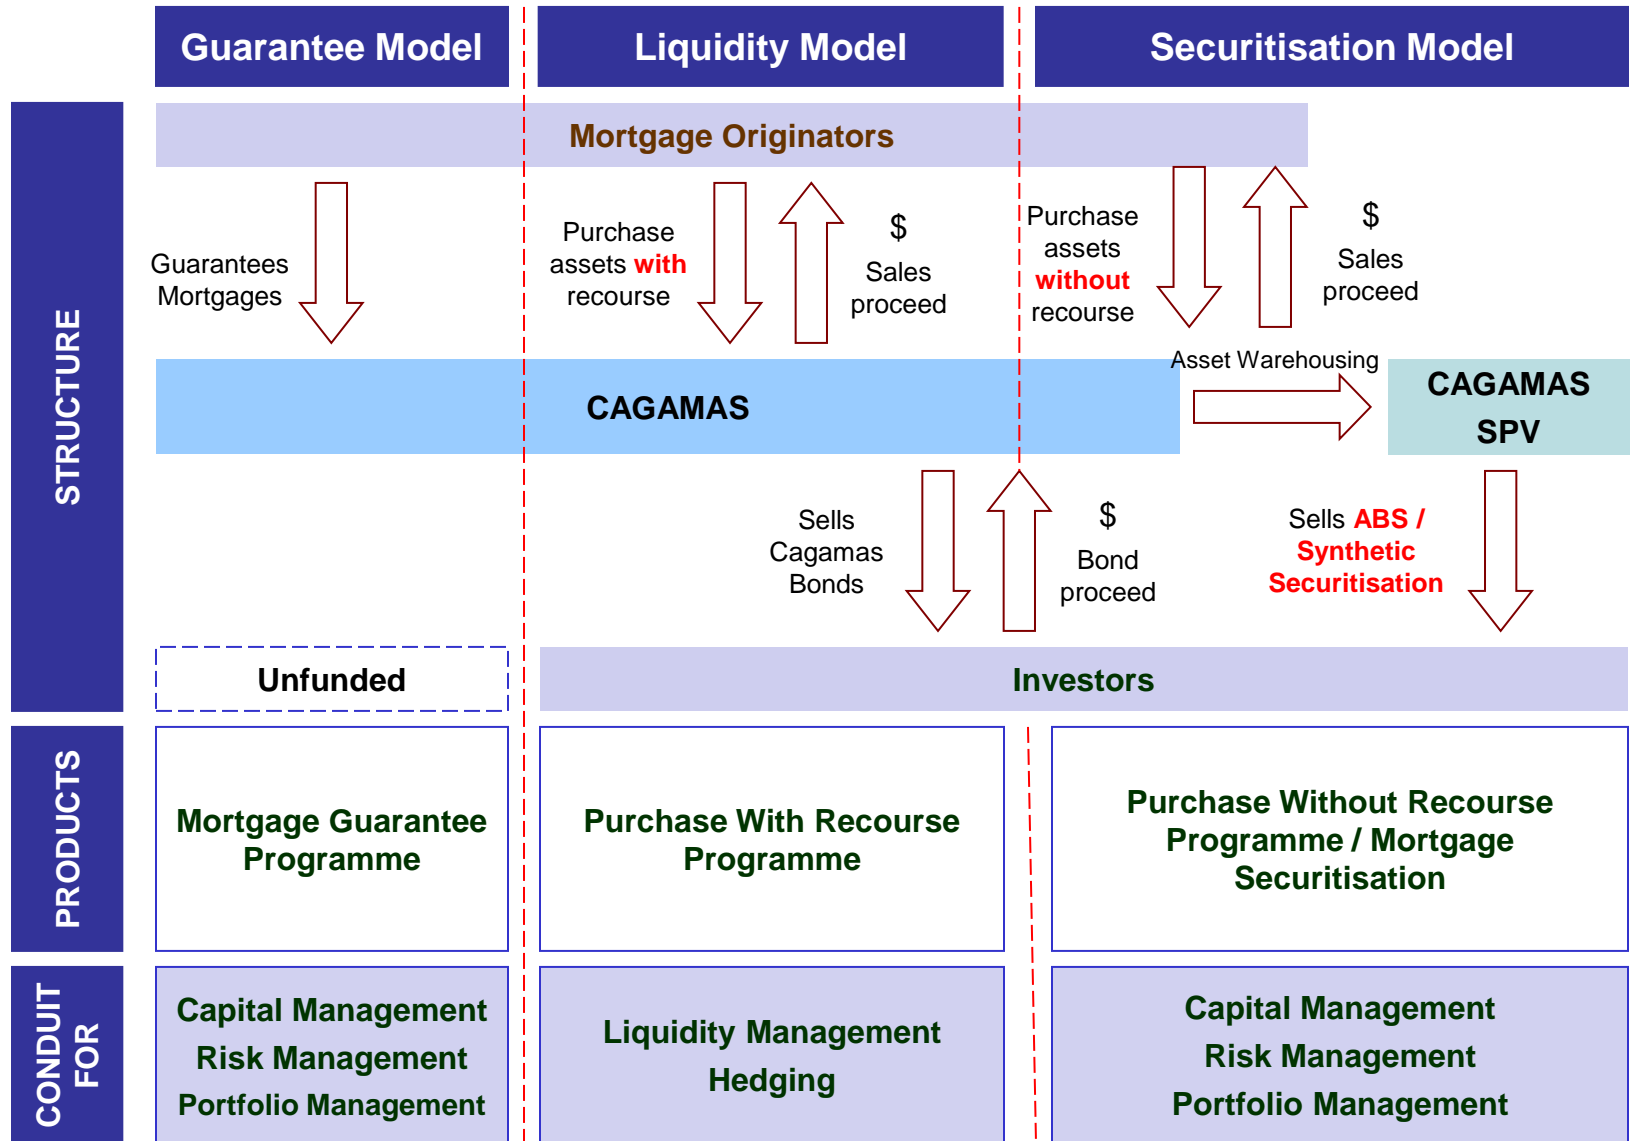 Guarantee Model
Liquidity Model
Securitisation Model
STRUCTURE
Mortgage Originators
Guarantees
Mortgages
Purchase
assets with
recourse
$
Sales
proceed
Purchase
assets
without
recourse
$
Sales
proceed
Asset Warehousing
CAGAMAS
CAGAMAS
SPV
Sells
Cagamas
Bonds
$
Bond
proceed
Sells ABS /
Synthetic
Securitisation
Unfunded
Investors
PRODUCTS
Mortgage Guarantee
Programme
Purchase With Recourse
Programme
Purchase Without Recourse
Programme / Mortgage
Securitisation
CONDUIT
FOR
Capital Management
Risk Management
Portfolio Management
Liquidity Management
Hedging
Capital Management
Risk Management
Portfolio Management